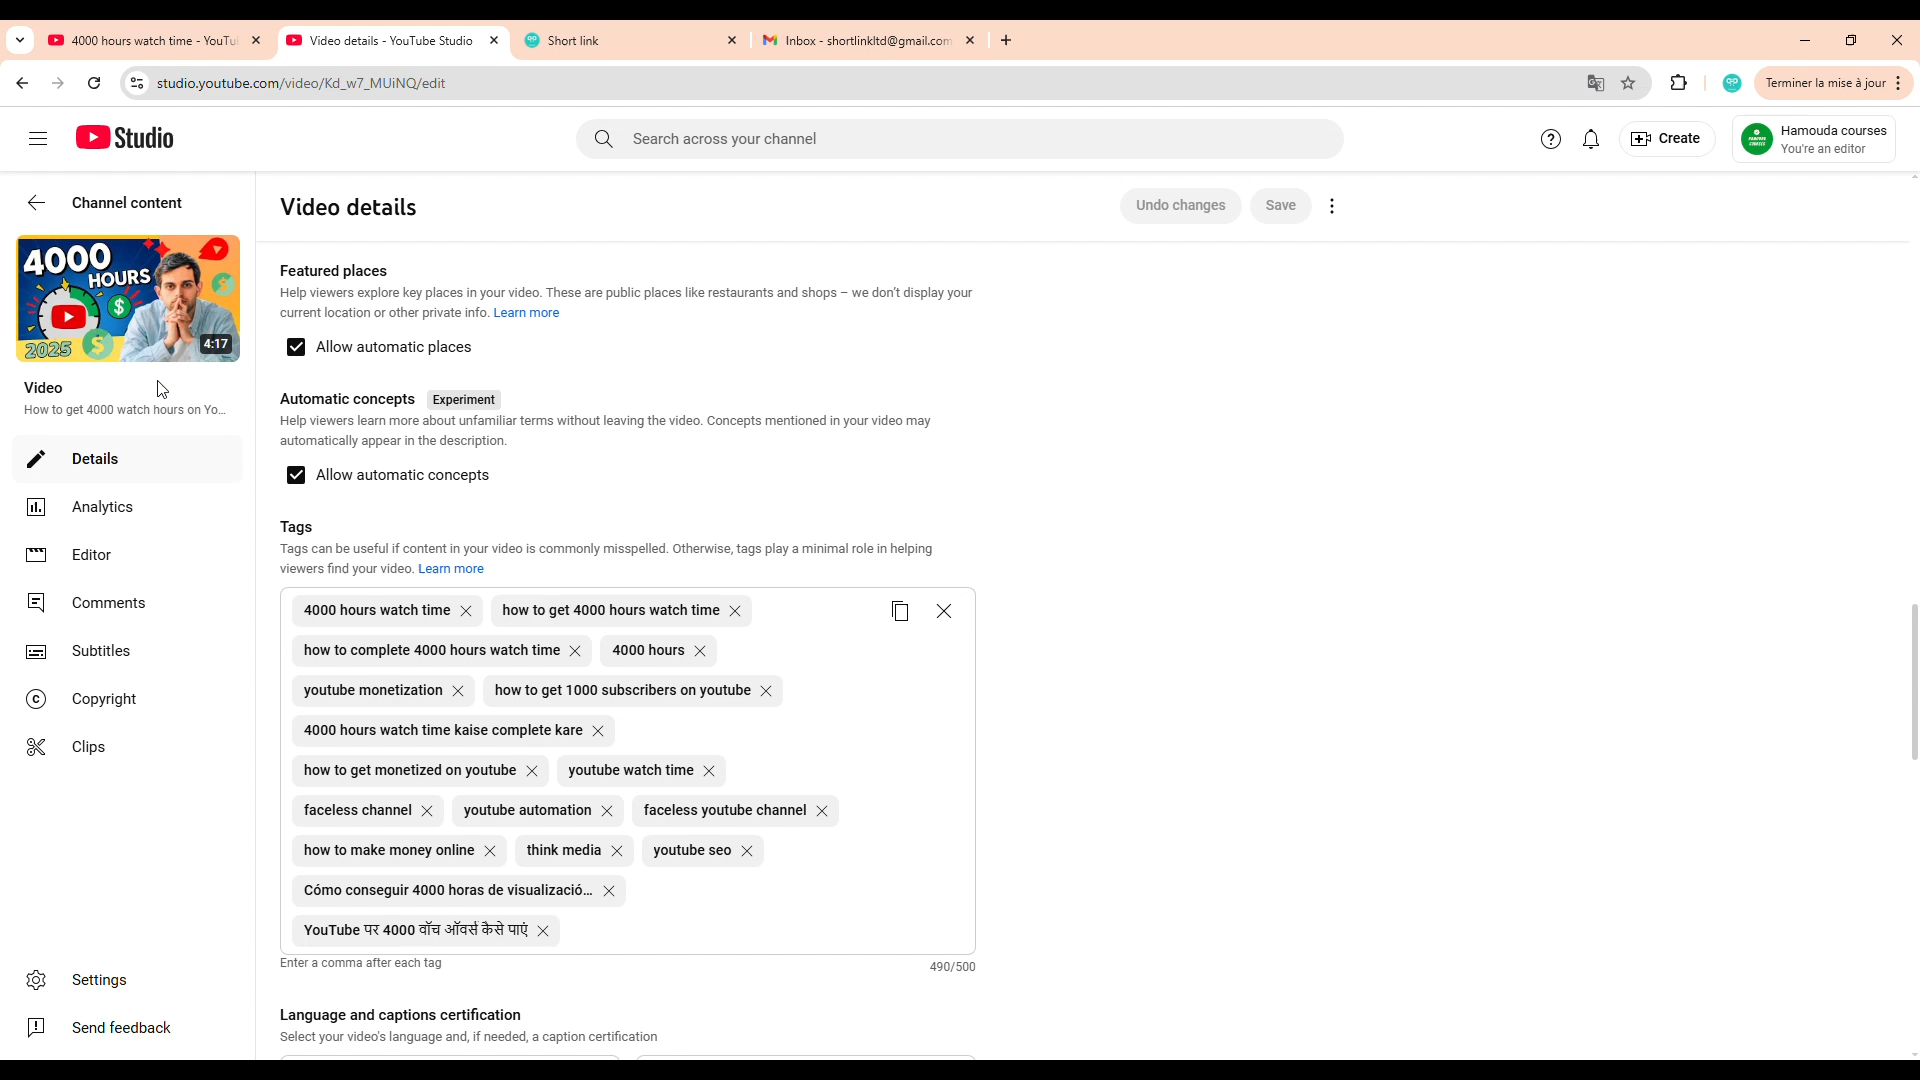 4000 hours watch time - YouTu
Video details - YouTube Studio
Short link
Inbox - shortlinkltd@gmail.com
studio.youtube.com/video/Kd_w7_MUiNQ/edit
Terminer la mise à jour
Studio
Search across your channel
Create
Hamouda courses
You're an editor
Channel content
4000
HOURS
2025
4:17
Video
How to get 4000 watch hours on Yo...
Details
Analytics
Editor
Comments
Subtitles
Copyright
Clips
Settings
Send feedback
Video details
Undo changes
Save
Featured places
Help viewers explore key places in your video. These are public places like restaurants and shops – we don't display your
current location or other private info. Learn more
Allow automatic places
Automatic concepts Experiment
Help viewers learn more about unfamiliar terms without leaving the video. Concepts mentioned in your video may
automatically appear in the description.
Allow automatic concepts
Tags
Tags can be useful if content in your video is commonly misspelled. Otherwise, tags play a minimal role in helping
viewers find your video. Learn more
4000 hours watch time how to get 4000 hours watch time
how to complete 4000 hours watch time 4000 hours
youtube monetization how to get 1000 subscribers on youtube
4000 hours watch time kaise complete kare
how to get monetized on youtube youtube watch time
faceless channel youtube automation faceless youtube channel
how to make money online think media youtube seo
Cómo conseguir 4000 horas de visualizació...
YouTube पर 4000 वॉच ऑवर्स कैसे पाएं
Enter a comma after each tag
490/500
Language and captions certification
Select your video's language and, if needed, a caption certification